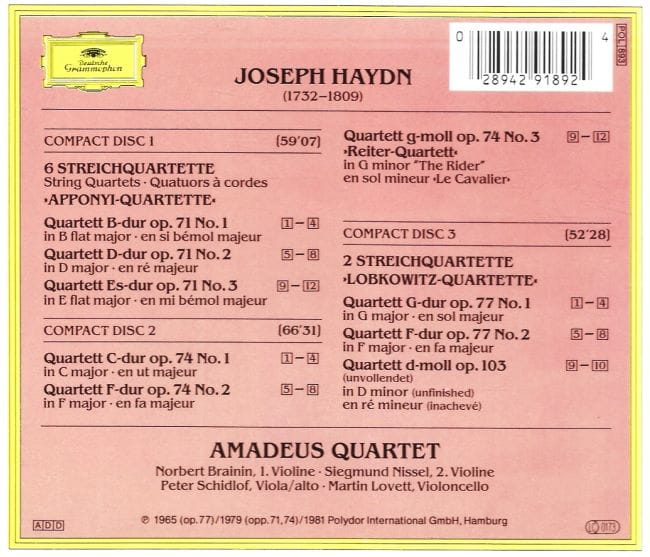 Deutsche
Grammophon
JOSEPH HAYDN
(1732–1809)
0 28942 91892 4
POL 893
COMPACT DISC 1 (59'07)
6 STREICHQUARTETTE
String Quartets · Quatuors à cordes
»APPONYI-QUARTETTE«
Quartett B-dur op. 71 No. 1 1–4
in B flat major · en si bémol majeur
Quartett D-dur op. 71 No. 2 5–8
in D major · en ré majeur
Quartett Es-dur op. 71 No. 3 9–12
in E flat major · en mi bémol majeur
COMPACT DISC 2 (66'31)
Quartett C-dur op. 74 No. 1 1–4
in C major · en ut majeur
Quartett F-dur op. 74 No. 2 5–8
in F major · en fa majeur
Quartett g-moll op. 74 No. 3 9–12
»Reiter-Quartett«
in G minor "The Rider"
en sol mineur »Le Cavalier«
COMPACT DISC 3 (52'28)
2 STREICHQUARTETTE
»LOBKOWITZ-QUARTETTE«
Quartett G-dur op. 77 No. 1 1–4
in G major · en sol majeur
Quartett F-dur op. 77 No. 2 5–8
in F major · en fa majeur
Quartett d-moll op. 103 9–10
(unvollendet)
in D minor (unfinished)
en ré mineur (inachevé)
AMADEUS QUARTET
Norbert Brainin, 1. Violine · Siegmund Nissel, 2. Violine
Peter Schidlof, Viola/alto · Martin Lovett, Violoncello
ADD
℗ 1965 (op. 77)/1979 (opp. 71, 74)/1981 Polydor International GmbH, Hamburg